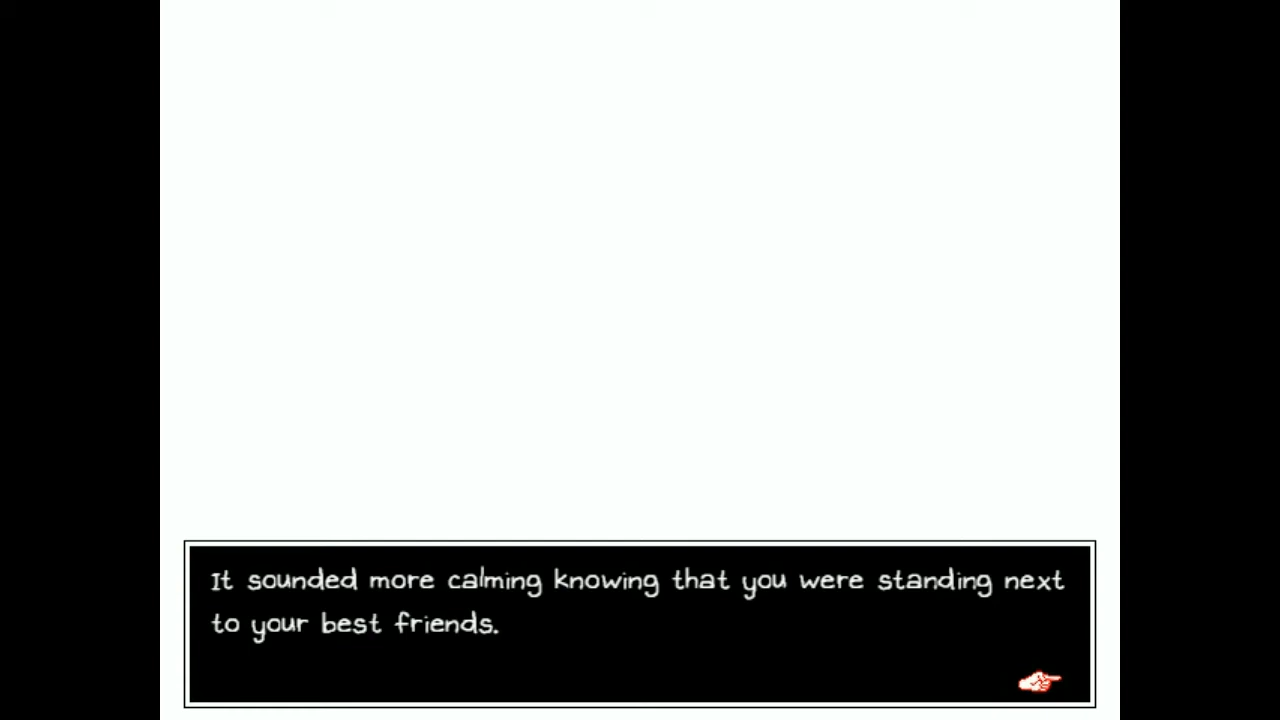 It sounded more calming knowing that you were standing next
to your best friends.